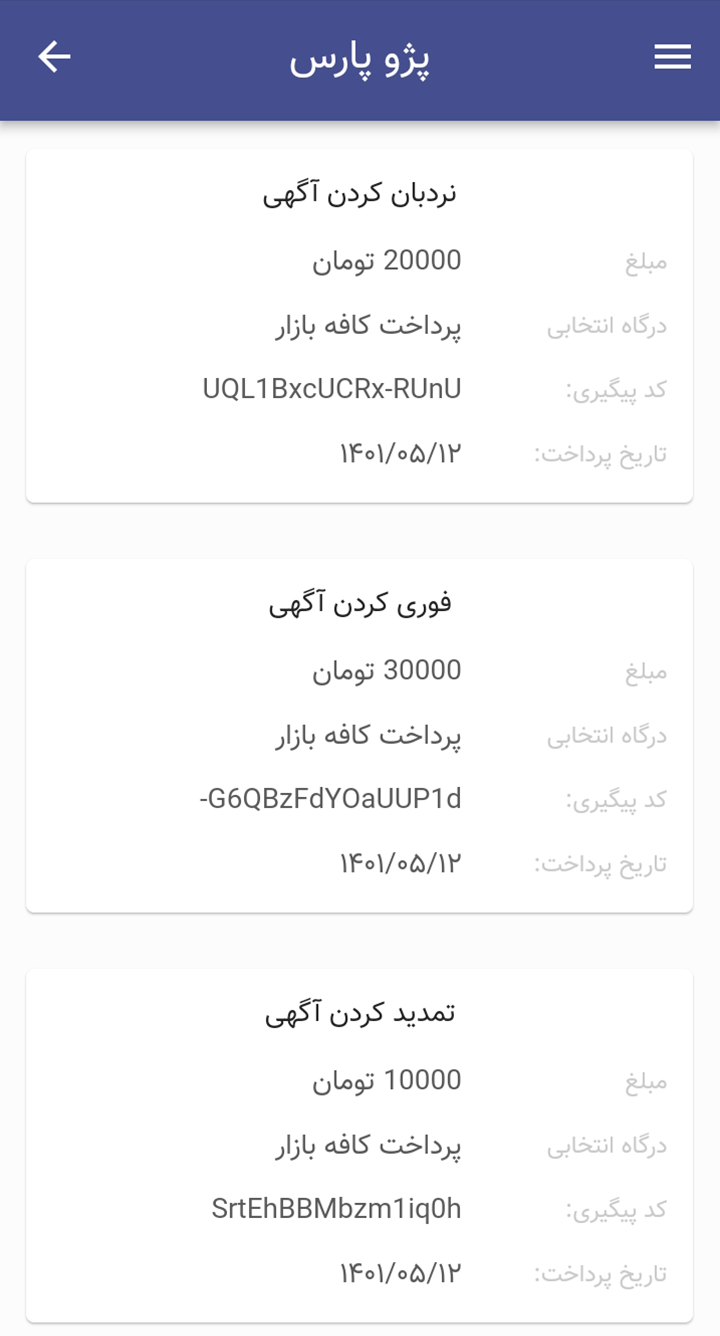 پژو پارس
نردبان کردن آگهی
مبلغ 20000 تومان
درگاه انتخابی پرداخت کافه بازار
کد پیگیری: UQL1BxcUCRx-RUnU
تاریخ پرداخت: ۱۴۰۱/۰۵/۱۲
فوری کردن آگهی
مبلغ 30000 تومان
درگاه انتخابی پرداخت کافه بازار
کد پیگیری: -G6QBzFdYOaUUP1d
تاریخ پرداخت: ۱۴۰۱/۰۵/۱۲
تمدید کردن آگهی
مبلغ 10000 تومان
درگاه انتخابی پرداخت کافه بازار
کد پیگیری: SrtEhBBMbzm1iq0h
تاریخ پرداخت: ۱۴۰۱/۰۵/۱۲